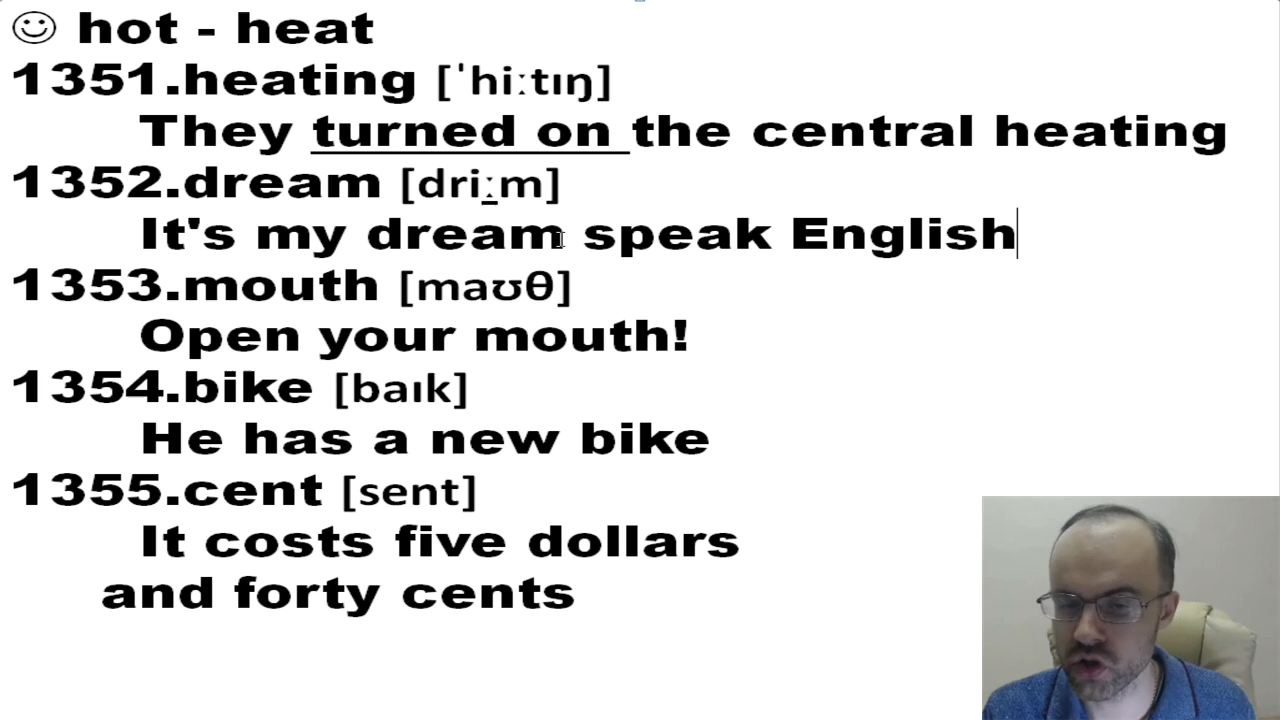 ☺ hot - heat
1351.heating [ˈhiːtɪŋ]
They turned on the central heating
1352.dream [driːm]
It's my dream speak English
1353.mouth [maʊθ]
Open your mouth!
1354.bike [baɪk]
He has a new bike
1355.cent [sent]
It costs five dollars
and forty cents